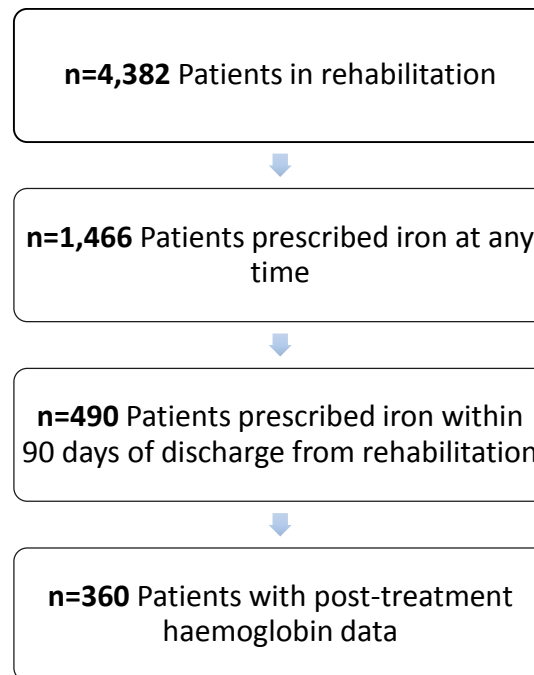 n=4,382 Patients in rehabilitation
n=1,466 Patients prescribed iron at any
time
n=490 Patients prescribed iron within
90 days of discharge from rehabilitation
n=360 Patients with post-treatment
haemoglobin data